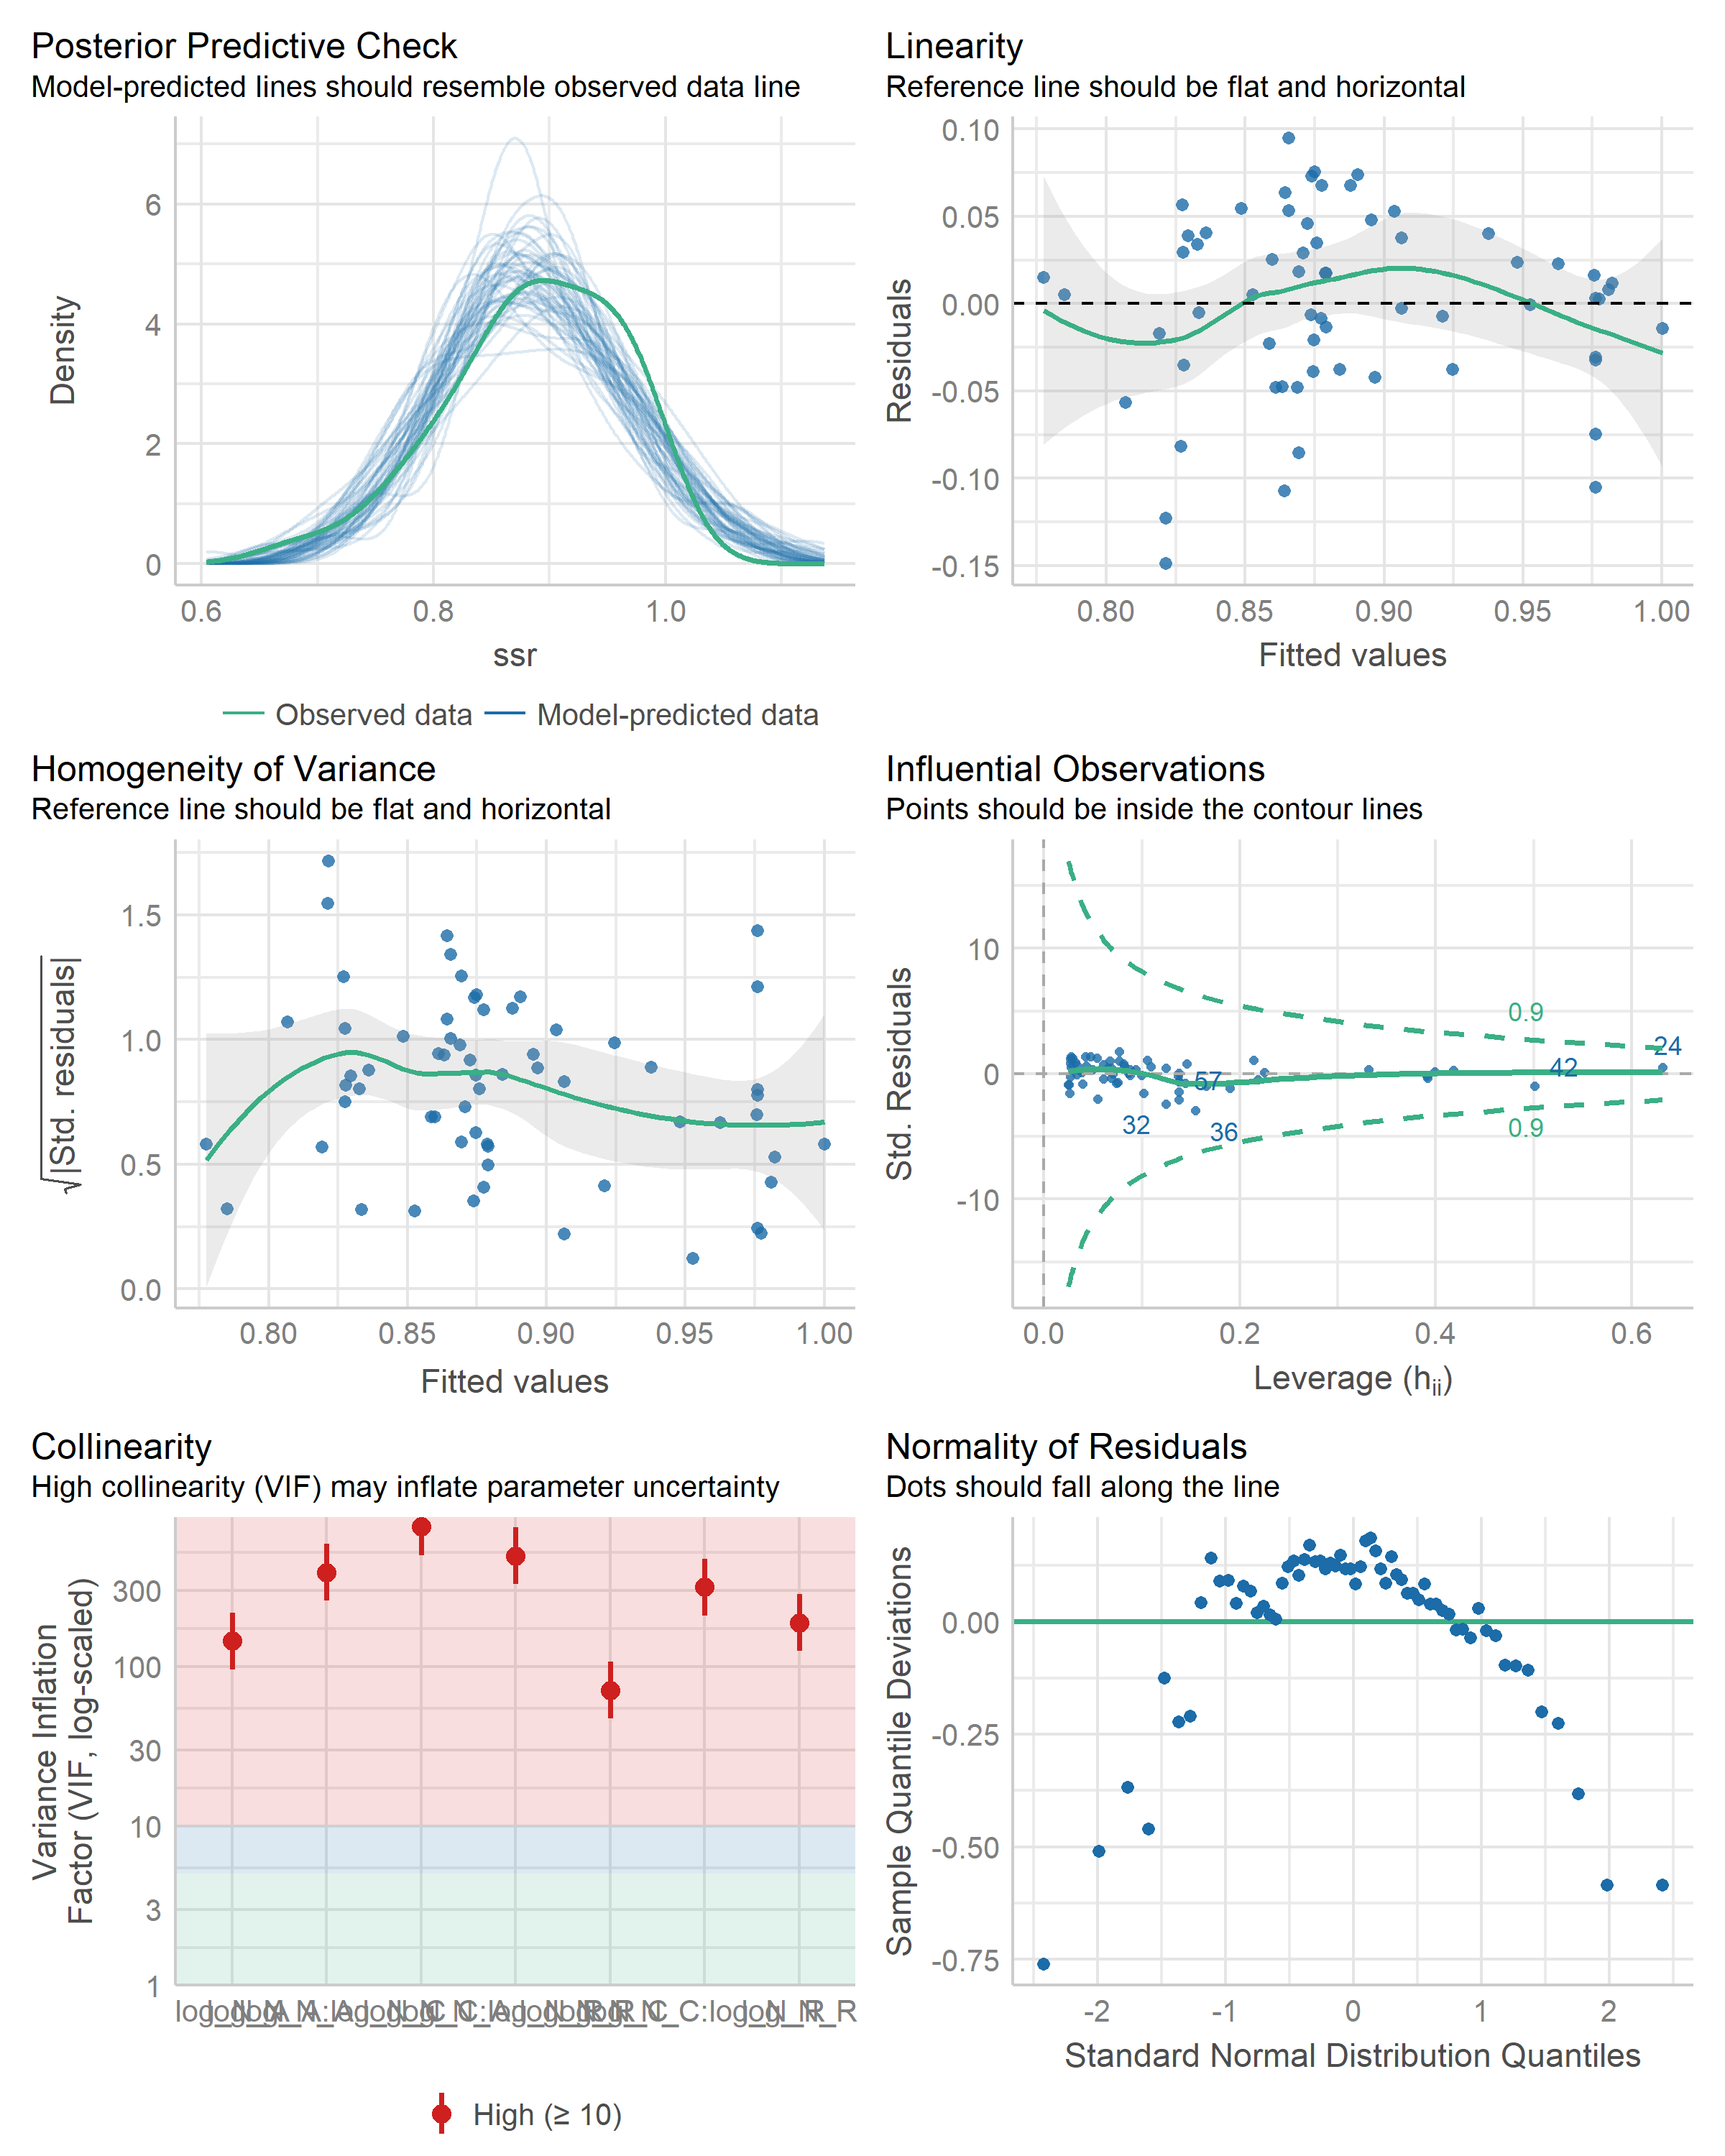 Posterior Predictive Check
Model-predicted lines should resemble observed data line
Density
6
4
2
0
0.6 0.8 1.0
ssr
Observed data Model-predicted data
Linearity
Reference line should be flat and horizontal
Residuals
0.10
0.05
0.00
-0.05
-0.10
-0.15
0.80 0.85 0.90 0.95 1.00
Fitted values
Homogeneity of Variance
Reference line should be flat and horizontal
√|Std. residuals|
1.5
1.0
0.5
0.0
0.80 0.85 0.90 0.95 1.00
Fitted values
Influential Observations
Points should be inside the contour lines
Std. Residuals
10
0
-10
0.9
24
42
57
32
36
0.9
0.0 0.2 0.4 0.6
Leverage (hii)
Collinearity
High collinearity (VIF) may inflate parameter uncertainty
Variance Inflation
Factor (VIF, log-scaled)
300
100
30
10
3
1
High (≥ 10)
Normality of Residuals
Dots should fall along the line
Sample Quantile Deviations
0.00
-0.25
-0.50
-0.75
-2 -1 0 1 2
Standard Normal Distribution Quantiles